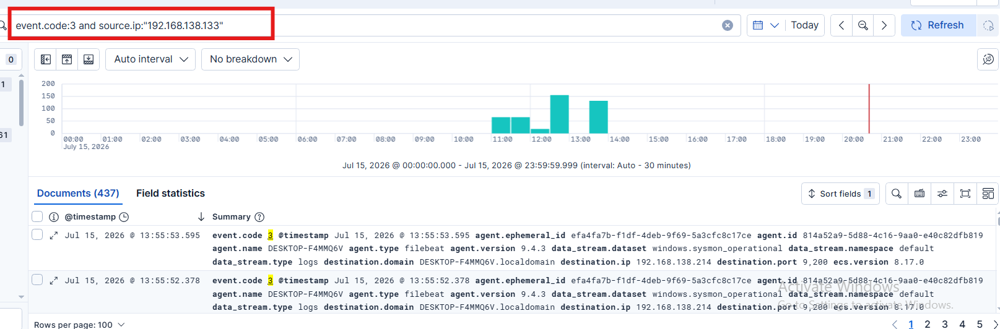 event.code:3 and source.ip:"192.168.138.133"
Today
Refresh
0
Auto interval
No breakdown
1
61
200
150
100
50
0
00:00 01:00 02:00 03:00 04:00 05:00 06:00 07:00 08:00 09:00 10:00 11:00 12:00 13:00 14:00 15:00 16:00 17:00 18:00 19:00 20:00 21:00 22:00 23:00
July 15, 2026
Jul 15, 2026 @ 00:00:00.000 - Jul 15, 2026 @ 23:59:59.999 (interval: Auto - 30 minutes)
Documents (437) Field statistics
Sort fields 1
@timestamp Summary
Jul 15, 2026 @ 13:55:53.595 event.code 3 @timestamp Jul 15, 2026 @ 13:55:53.595 agent.ephemeral_id efa4fa7b-f1df-4deb-9f69-5a3cfc8c17ce agent.id 814a52a9-5d88-4c16-9aa0-e40c82dfb819
agent.name DESKTOP-F4MMQ6V agent.type filebeat agent.version 9.4.3 data_stream.dataset windows.sysmon_operational data_stream.namespace default
data_stream.type logs destination.domain DESKTOP-F4MMQ6V.localdomain destination.ip 192.168.138.214 destination.port 9,200 ecs.version 8.17.0
Jul 15, 2026 @ 13:55:52.378 event.code 3 @timestamp Jul 15, 2026 @ 13:55:52.378 agent.ephemeral_id efa4fa7b-f1df-4deb-9f69-5a3cfc8c17ce agent.id 814a52a9-5d88-4c16-9aa0-e40c82dfb819
agent.name DESKTOP-F4MMQ6V agent.type filebeat agent.version 9.4.3 data_stream.dataset windows.sysmon_operational data_stream.namespace default
data_stream.type logs destination.domain DESKTOP-F4MMQ6V.localdomain destination.ip 192.168.138.214 destination.port 9,200 ecs.version 8.17.0
Activate Windows
Go to Settings to activate Windows.
Rows per page: 100
1 2 3 4 5